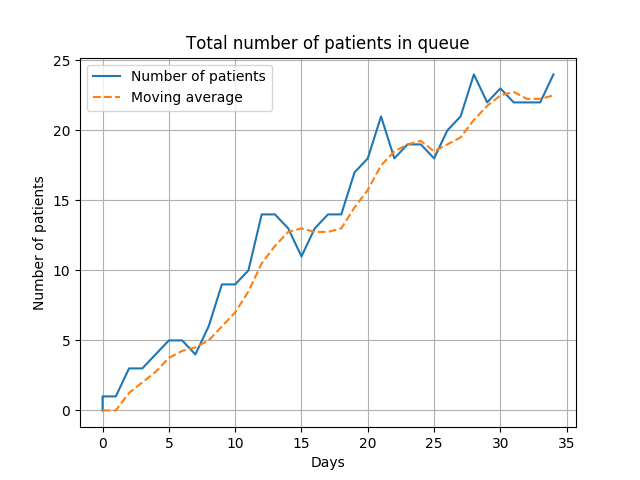 Total number of patients in queue
Number of patients
Moving average
25
20
15
10
5
0
Number of patients
0 5 10 15 20 25 30 35
Days